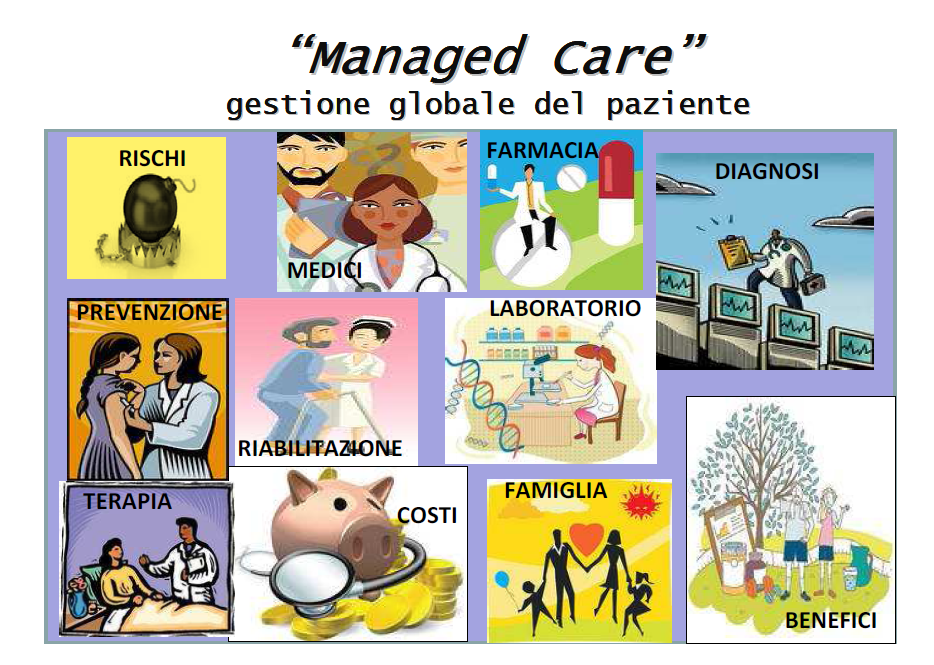 “Managed Care”
gestione globale del paziente
RISCHI
MEDICI
FARMACIA
DIAGNOSI
PREVENZIONE
RIABILITAZIONE
LABORATORIO
TERAPIA
COSTI
FAMIGLIA
BENEFICI